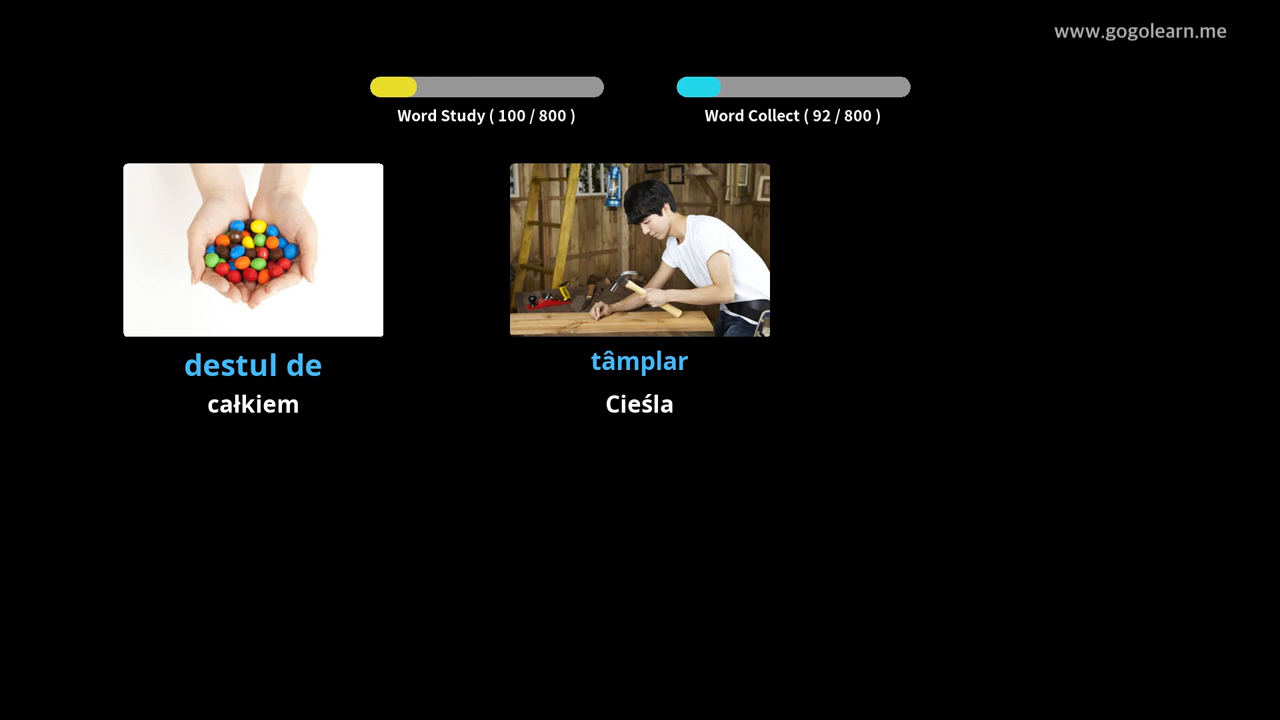 www.gogolearn.me
Word Study ( 100 / 800 )
Word Collect ( 92 / 800 )
destul de
całkiem
tâmplar
Cieśla